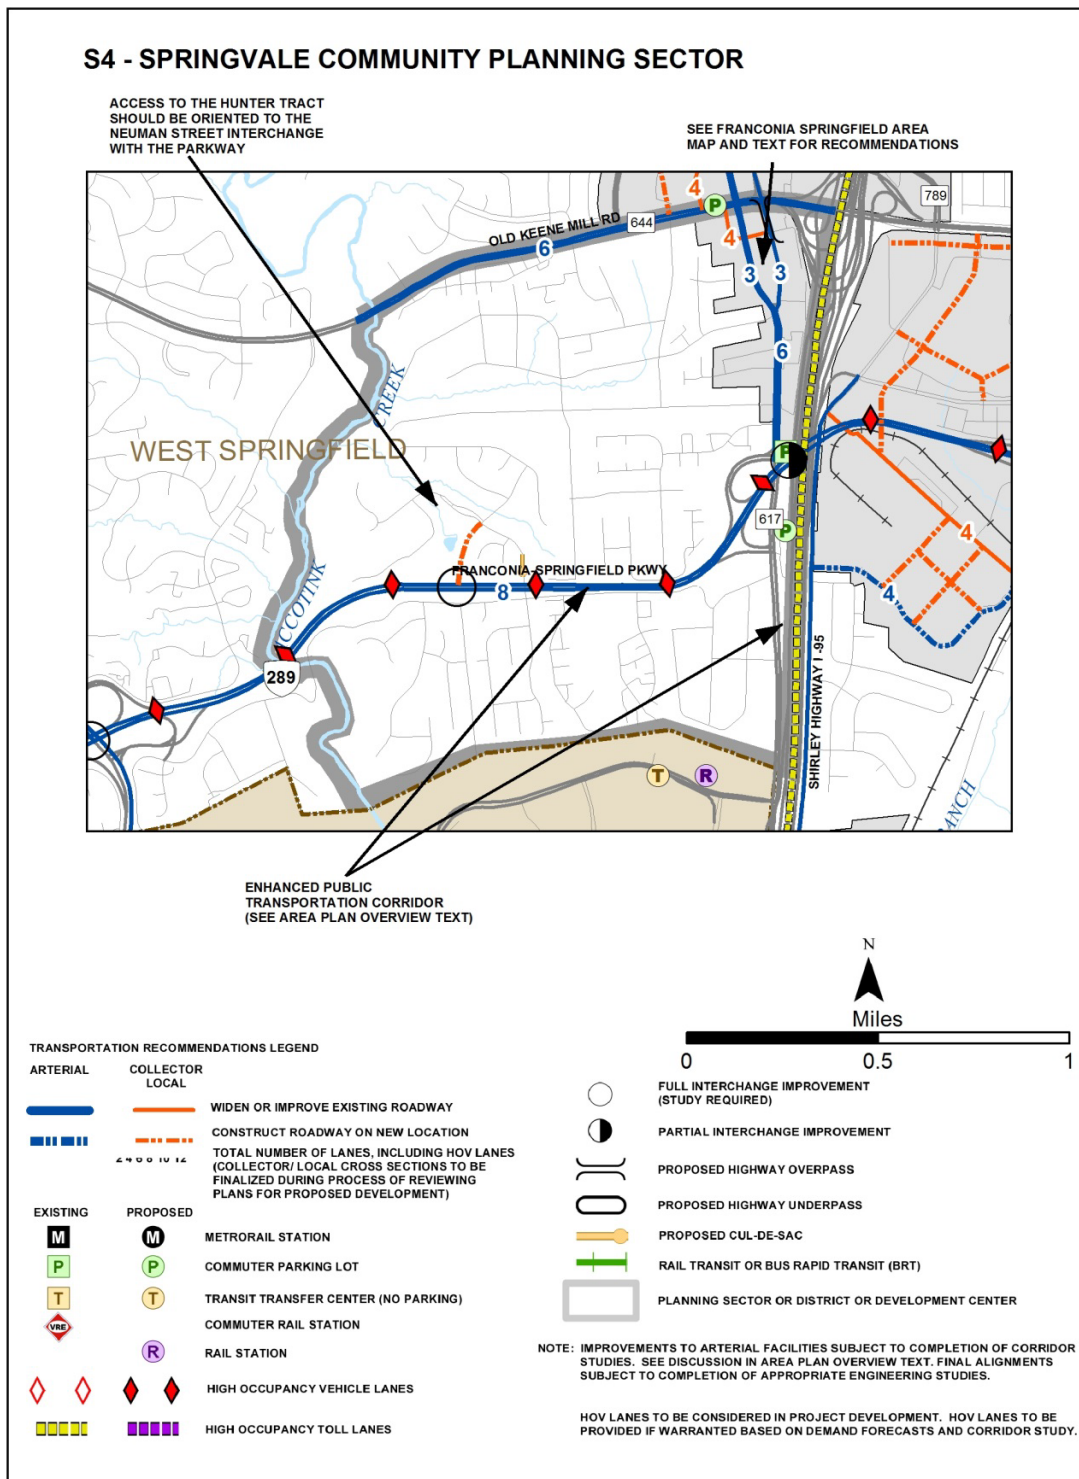 S4 - SPRINGVALE COMMUNITY PLANNING SECTOR
ACCESS TO THE HUNTER TRACT
SHOULD BE ORIENTED TO THE
NEUMAN STREET INTERCHANGE
WITH THE PARKWAY
SEE FRANCONIA SPRINGFIELD AREA
MAP AND TEXT FOR RECOMMENDATIONS
4
P
789
OLD KEENE MILL RD
644
6
4
3
3
6
CREEK
WEST SPRINGFIELD
P
617
P
4
FRANCONIA-SPRINGFIELD PKWY
8
4
ACCOTINK
289
SHIRLEY HIGHWAY I -95
T
R
ANCH
ENHANCED PUBLIC
TRANSPORTATION CORRIDOR
(SEE AREA PLAN OVERVIEW TEXT)
N
Miles
0
0.5
1
TRANSPORTATION RECOMMENDATIONS LEGEND
ARTERIAL
COLLECTOR
LOCAL
WIDEN OR IMPROVE EXISTING ROADWAY
CONSTRUCT ROADWAY ON NEW LOCATION
2 4 6 8 10 12
TOTAL NUMBER OF LANES, INCLUDING HOV LANES
(COLLECTOR/ LOCAL CROSS SECTIONS TO BE
FINALIZED DURING PROCESS OF REVIEWING
PLANS FOR PROPOSED DEVELOPMENT)
EXISTING
PROPOSED
M
M
METRORAIL STATION
P
P
COMMUTER PARKING LOT
T
T
TRANSIT TRANSFER CENTER (NO PARKING)
VRE
COMMUTER RAIL STATION
R
RAIL STATION
HIGH OCCUPANCY VEHICLE LANES
HIGH OCCUPANCY TOLL LANES
FULL INTERCHANGE IMPROVEMENT
(STUDY REQUIRED)
PARTIAL INTERCHANGE IMPROVEMENT
PROPOSED HIGHWAY OVERPASS
PROPOSED HIGHWAY UNDERPASS
PROPOSED CUL-DE-SAC
RAIL TRANSIT OR BUS RAPID TRANSIT (BRT)
PLANNING SECTOR OR DISTRICT OR DEVELOPMENT CENTER
NOTE: IMPROVEMENTS TO ARTERIAL FACILITIES SUBJECT TO COMPLETION OF CORRIDOR
STUDIES. SEE DISCUSSION IN AREA PLAN OVERVIEW TEXT. FINAL ALIGNMENTS
SUBJECT TO COMPLETION OF APPROPRIATE ENGINEERING STUDIES.
HOV LANES TO BE CONSIDERED IN PROJECT DEVELOPMENT. HOV LANES TO BE
PROVIDED IF WARRANTED BASED ON DEMAND FORECASTS AND CORRIDOR STUDY.